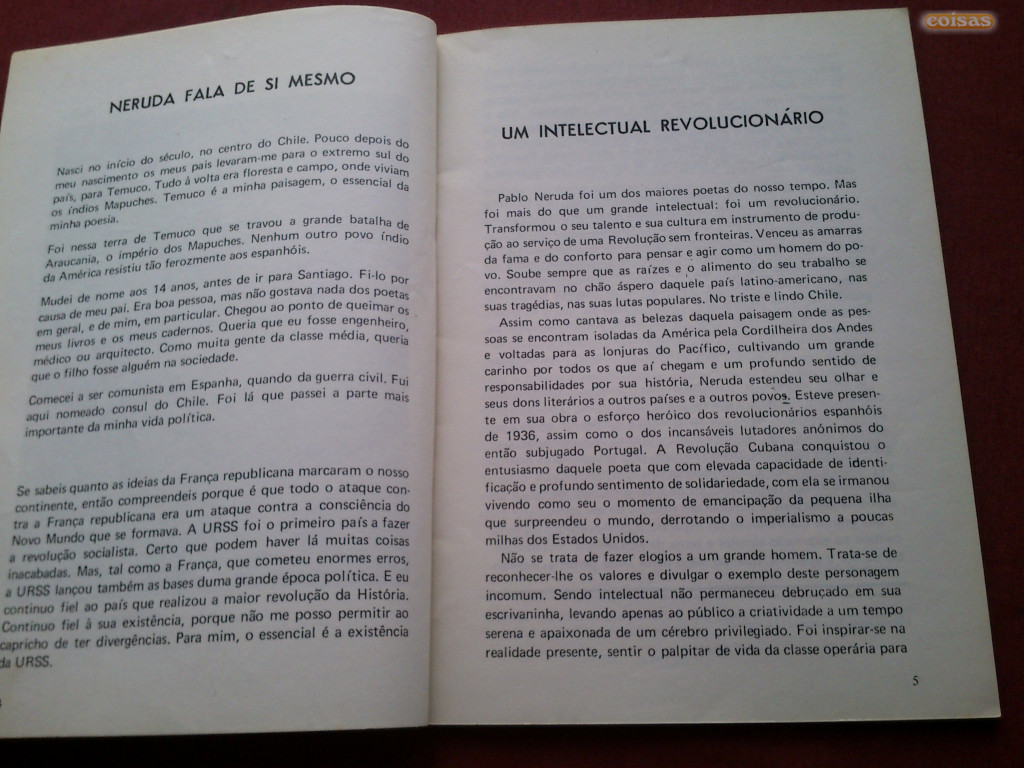 coisas
NERUDA FALA DE SI MESMO
Nasci no início do século, no centro do Chile. Pouco depois do
meu nascimento os meus pais levaram-me para o extremo sul do
país, para Temuco. Tudo à volta era floresta e campo, onde viviam
os índios Mapuches. Temuco é a minha paisagem, o essencial da
minha poesia.
Foi nessa terra de Temuco que se travou a grande batalha de
Araucania, o império dos Mapuches. Nenhum outro povo índio
da América resistiu tão ferozmente aos espanhóis.
Mudei de nome aos 14 anos, antes de ir para Santiago. Fi-lo por
causa de meu pai. Era boa pessoa, mas não gostava nada dos poetas
em geral, e de mim, em particular. Chegou ao ponto de queimar os
meus livros e os meus cadernos. Queria que eu fosse engenheiro,
médico ou arquitecto. Como muita gente da classe média, queria
que o filho fosse alguém na sociedade.
Comecei a ser comunista em Espanha, quando da guerra civil. Fui
aqui nomeado consul do Chile. Foi lá que passei a parte mais
importante da minha vida política.
Se sabeis quanto as ideias da França republicana marcaram o nosso
continente, então compreendeis porque é que todo o ataque con-
tra a França republicana era um ataque contra a consciência do
Novo Mundo que se formava. A URSS foi o primeiro país a fazer
a revolução socialista. Certo que podem haver lá muitas coisas
inacabadas. Mas, tal como a França, que cometeu enormes erros,
a URSS lançou também as bases duma grande época política. E eu
continuo fiel ao país que realizou a maior revolução da História.
Continuo fiel à sua existência, porque não me posso permitir ao
capricho de ter divergências. Para mim, o essencial é a existência
da URSS.
UM INTELECTUAL REVOLUCIONÁRIO
Pablo Neruda foi um dos maiores poetas do nosso tempo. Mas
foi mais do que um grande intelectual: foi um revolucionário.
Transformou o seu talento e sua cultura em instrumento de produ-
ção ao serviço de uma Revolução sem fronteiras. Venceu as amarras
da fama e do conforto para pensar e agir como um homem do po-
vo. Soube sempre que as raízes e o alimento do seu trabalho se
encontravam no chão áspero daquele país latino-americano, nas
suas tragédias, nas suas lutas populares. No triste e lindo Chile.
Assim como cantava as belezas daquela paisagem onde as pes-
soas se encontram isoladas da América pela Cordilheira dos Andes
e voltadas para as lonjuras do Pacífico, cultivando um grande
carinho por todos os que aí chegam e um profundo sentido de
responsabilidades por sua história, Neruda estendeu seu olhar e
seus dons literários a outros países e a outros povos. Esteve presen-
te em sua obra o esforço heróico dos revolucionários espanhóis
de 1936, assim como o dos incansáveis lutadores anónimos do
então subjugado Portugal. A Revolução Cubana conquistou o
entusiasmo daquele poeta que com elevada capacidade de identi-
ficação e profundo sentimento de solidariedade, com ela se irmanou
vivendo como seu o momento de emancipação da pequena ilha
que surpreendeu o mundo, derrotando o imperialismo a poucas
milhas dos Estados Unidos.
Não se trata de fazer elogios a um grande homem. Trata-se de
reconhecer-lhe os valores e divulgar o exemplo deste personagem
incomum. Sendo intelectual não permaneceu debruçado em sua
escrivaninha, levando apenas ao público a criatividade a um tempo
serena e apaixonada de um cérebro privilegiado. Foi inspirar-se na
realidade presente, sentir o palpitar de vida da classe operária para
5